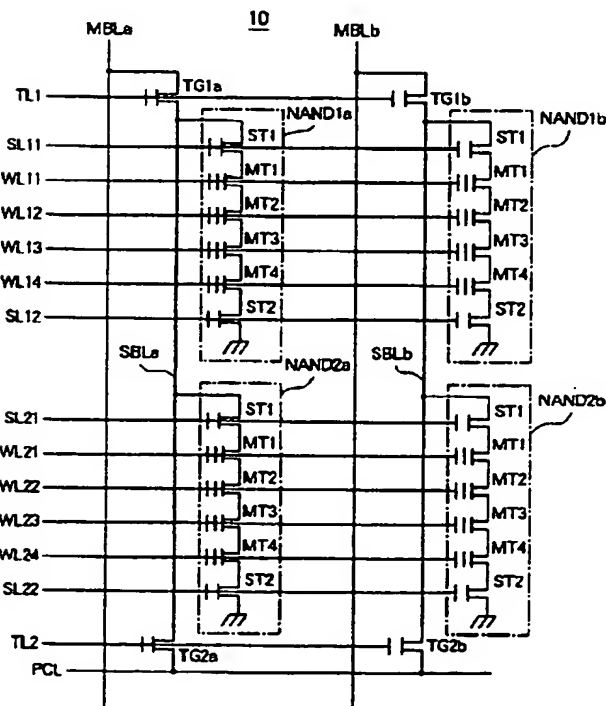 MBLa 10 MBLb
TL1 TG1a TG1b
NAND1a NAND1b
SL11 ST1 ST1
WL11 MT1 MT1
WL12 MT2 MT2
WL13 MT3 MT3
WL14 MT4 MT4
SL12 ST2 ST2
SBLa NAND2a SBLb NAND2b
SL21 ST1 ST1
WL21 MT1 MT1
WL22 MT2 MT2
WL23 MT3 MT3
WL24 MT4 MT4
SL22 ST2 ST2
TL2 TG2a TG2b
PCL